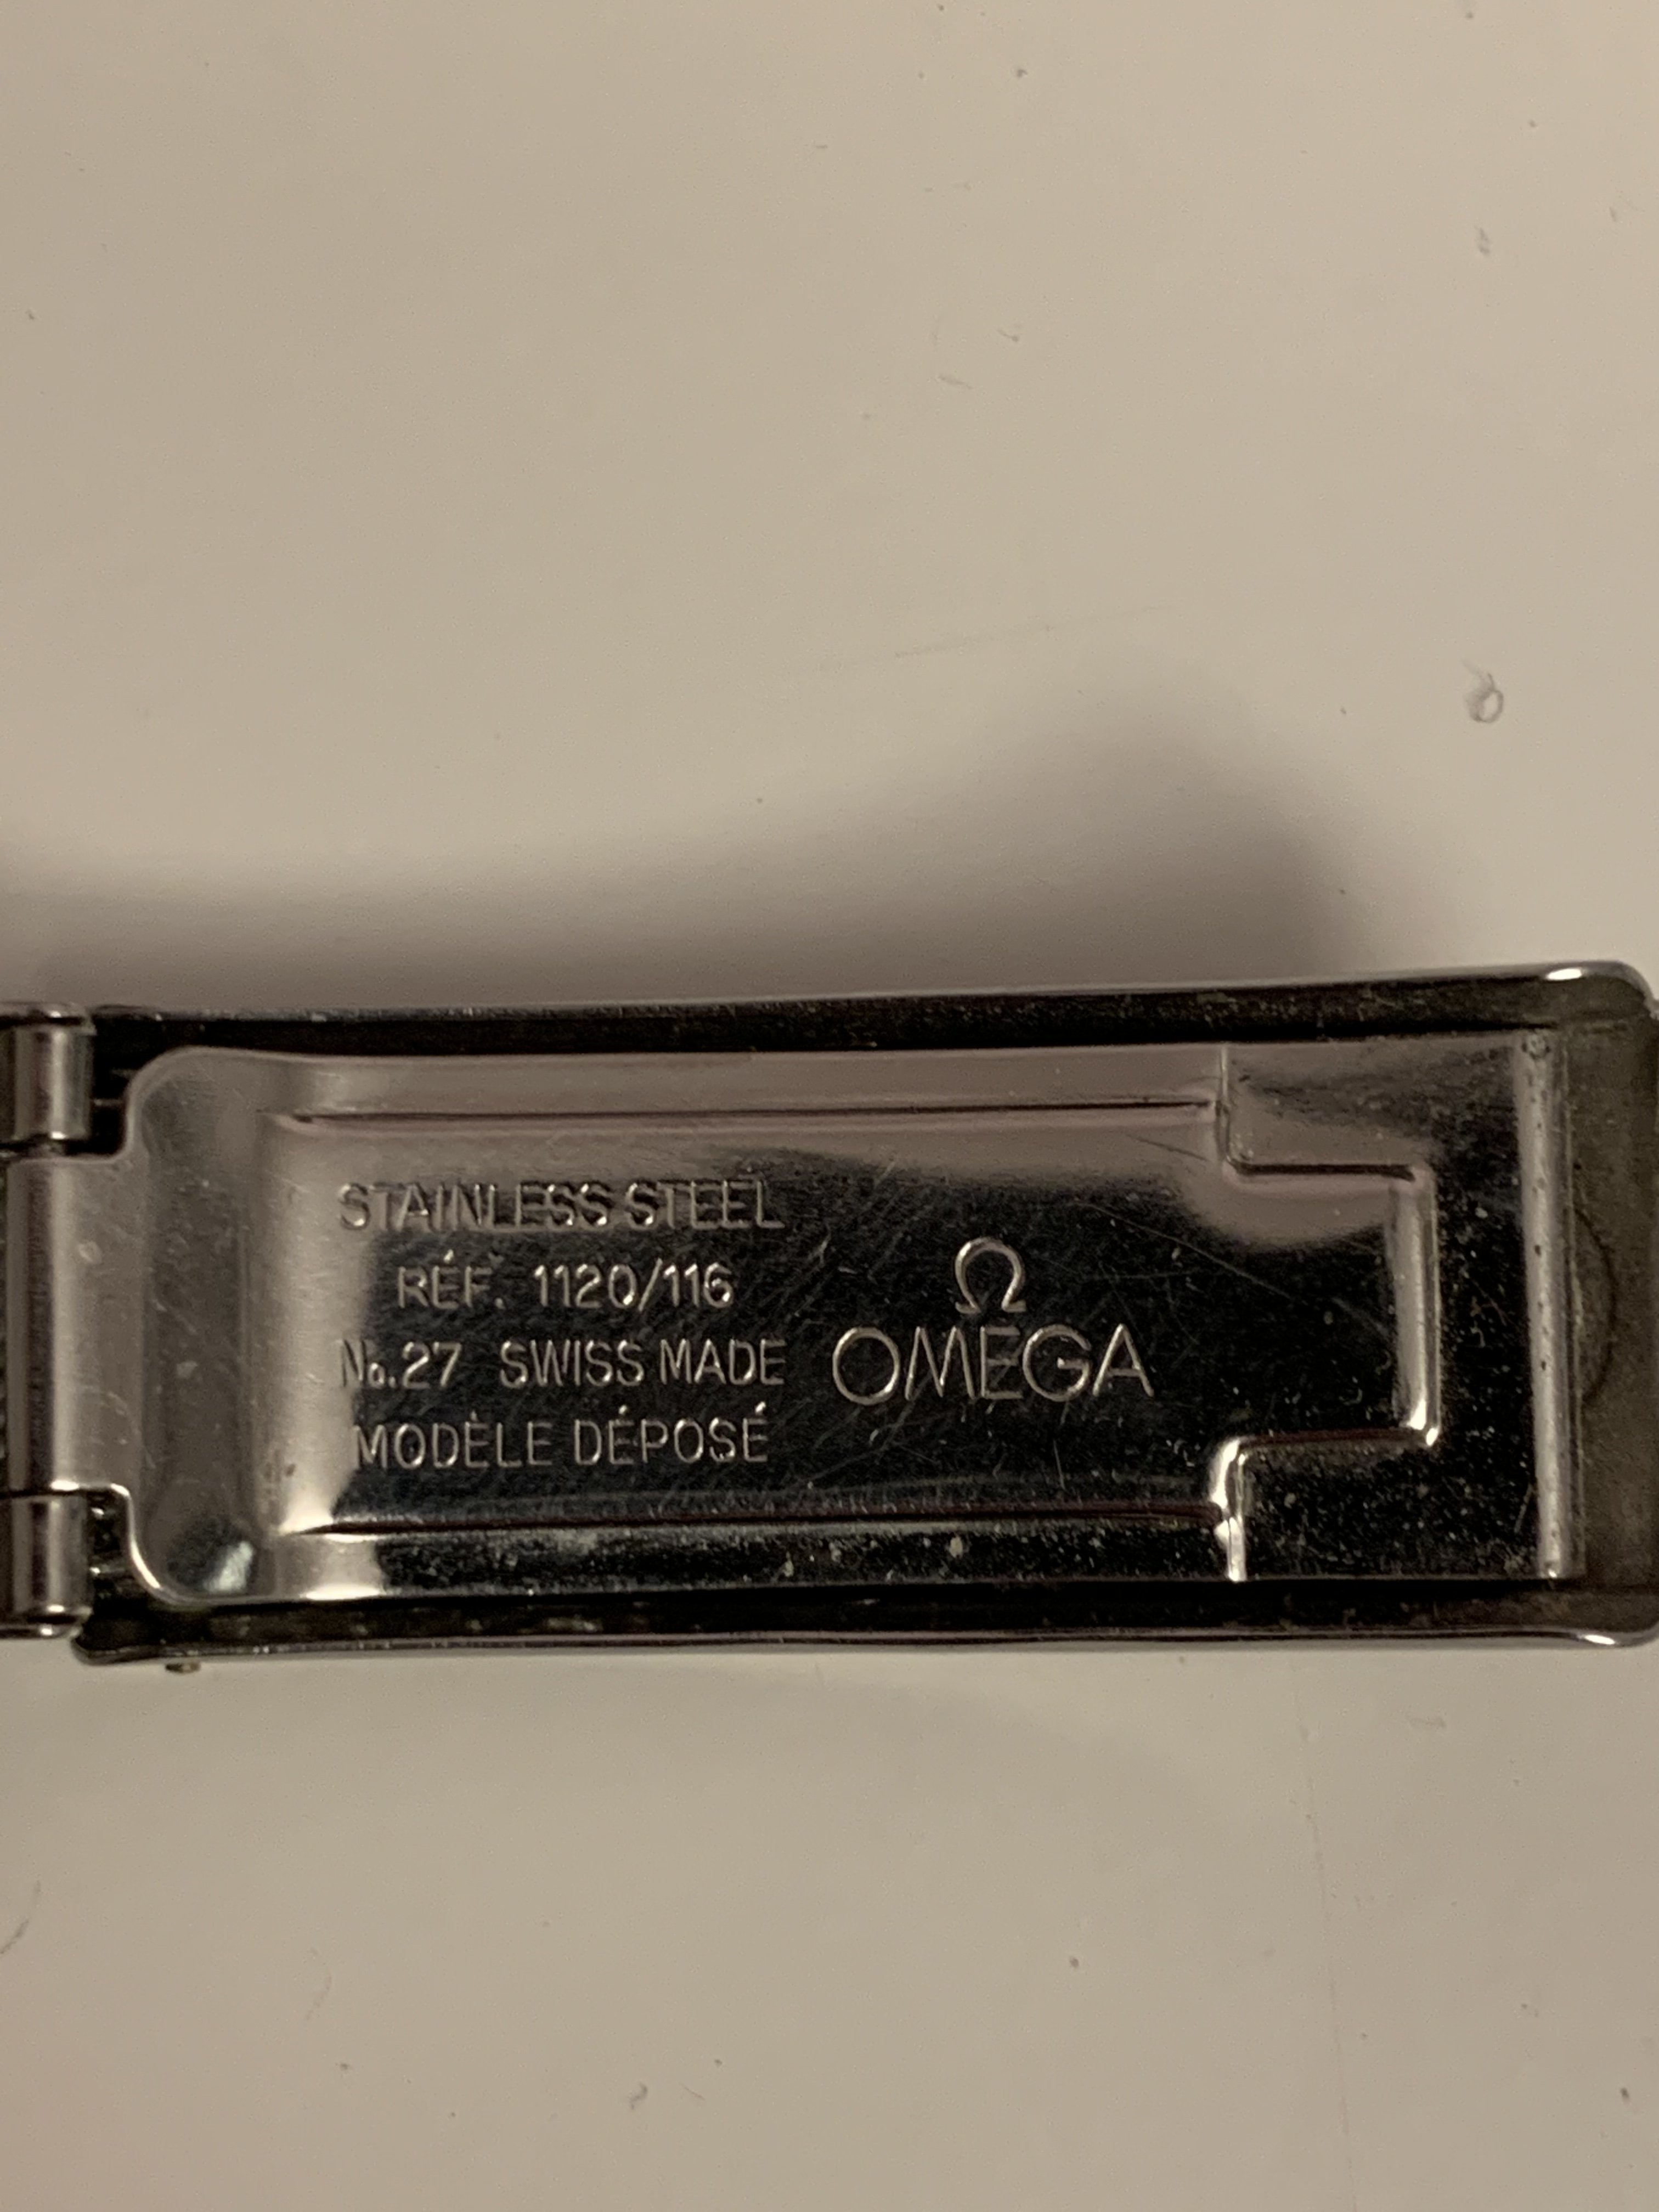 STAINLESS STEEL
RÉF. 1120/116
No.27 SWISS MADE
MODÈLE DÉPOSÉ
Ω
OMEGA